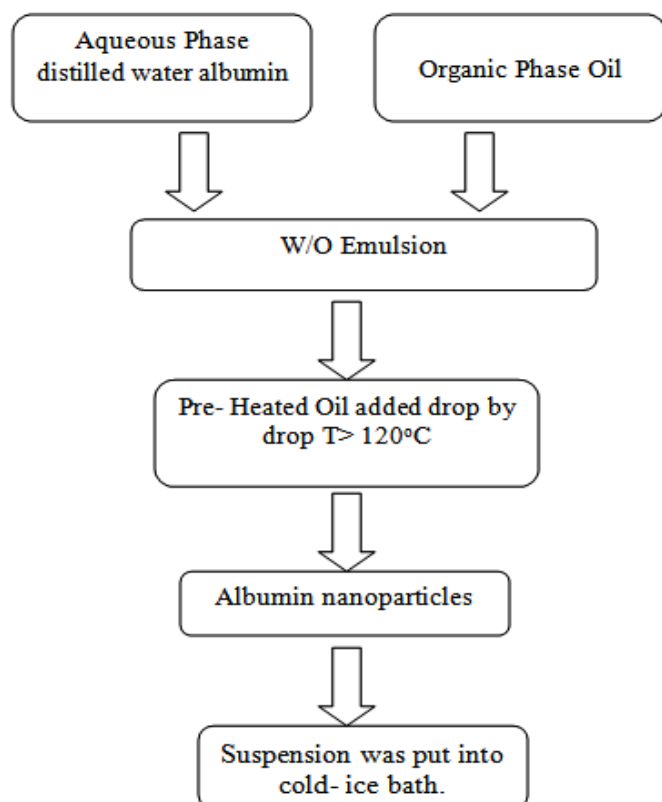 Aqueous Phase
distilled water albumin
Organic Phase Oil
W/O Emulsion
Pre- Heated Oil added drop by
drop T> 120°C
Albumin nanoparticles
Suspension was put into
cold- ice bath.